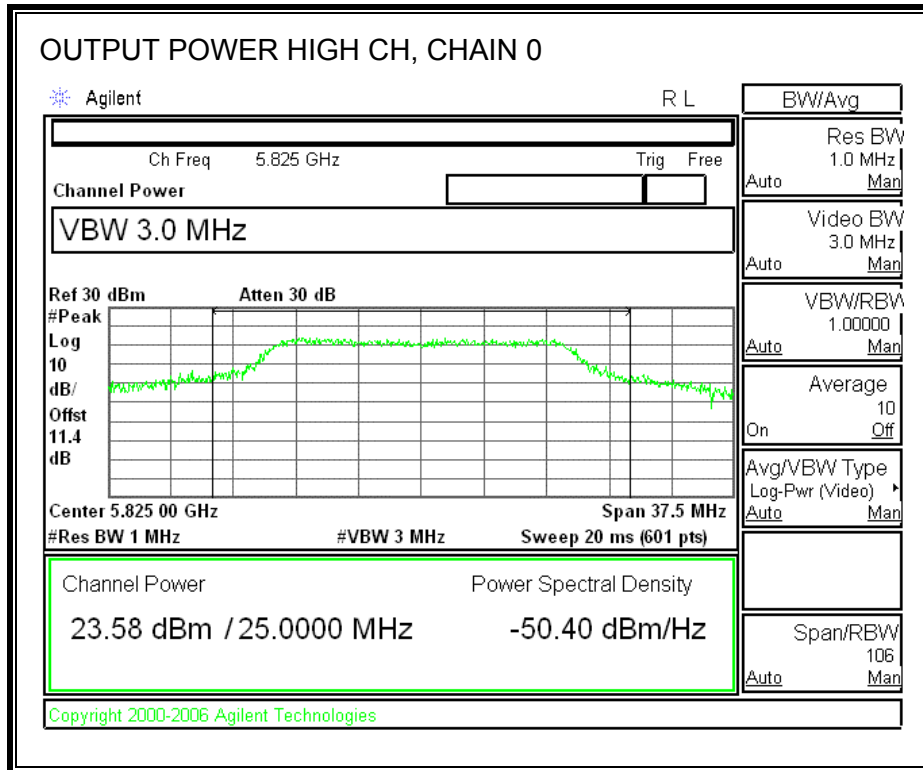 OUTPUT POWER HIGH CH, CHAIN 0
Agilent R L
Ch Freq 5.825 GHz Trig Free
Channel Power
VBW 3.0 MHz
Ref 30 dBm Atten 30 dB
#Peak
Log
10
dB/
Offst
11.4
dB
Center 5.825 00 GHz Span 37.5 MHz
#Res BW 1 MHz #VBW 3 MHz Sweep 20 ms (601 pts)
Channel Power Power Spectral Density
23.58 dBm / 25.0000 MHz -50.40 dBm/Hz
Copyright 2000-2006 Agilent Technologies
BW/Avg
Res BW
1.0 MHz
Auto Man
Video BW
3.0 MHz
Auto Man
VBW/RBW
1.00000
Auto Man
Average
10
On Off
Avg/VBW Type
Log-Pwr (Video)
Auto Man
Span/RBW
106
Auto Man